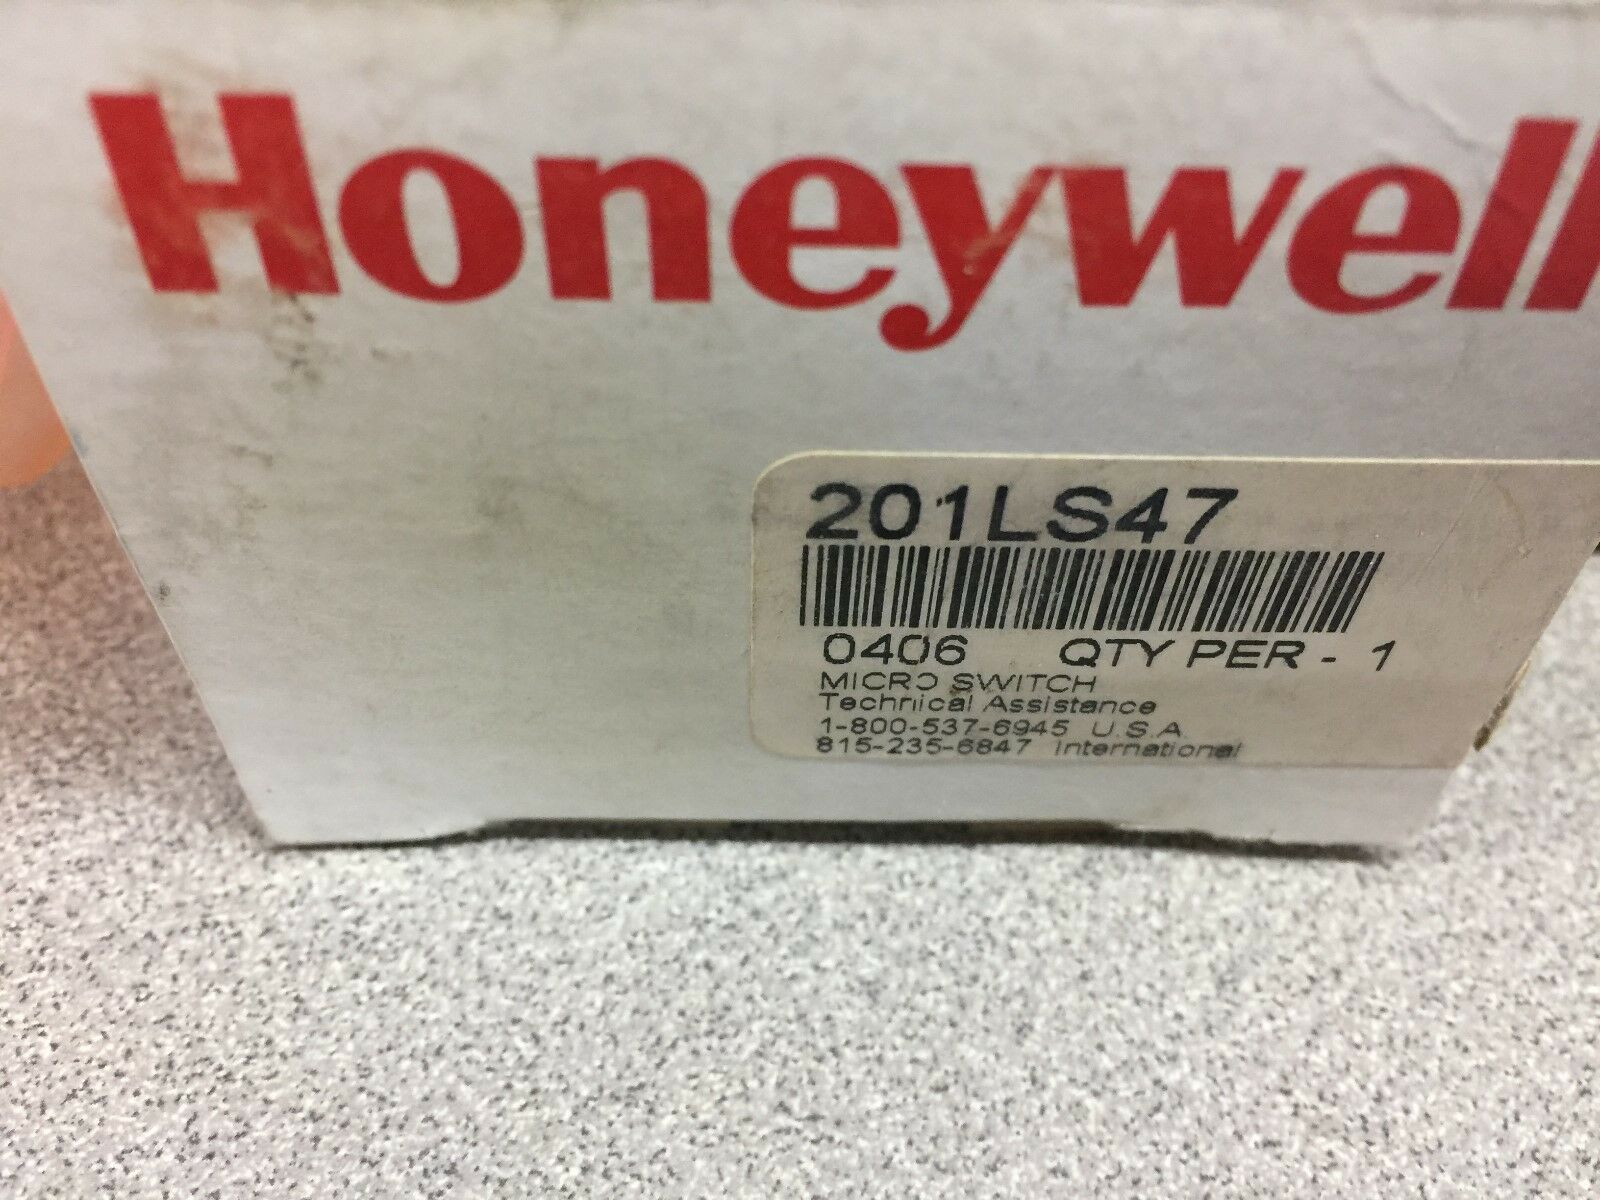 Honeywell
201LS47
0406 QTY PER - 1
MICRO SWITCH
Technical Assistance
1-800-537-6945 U.S.A.
815-235-6847 International